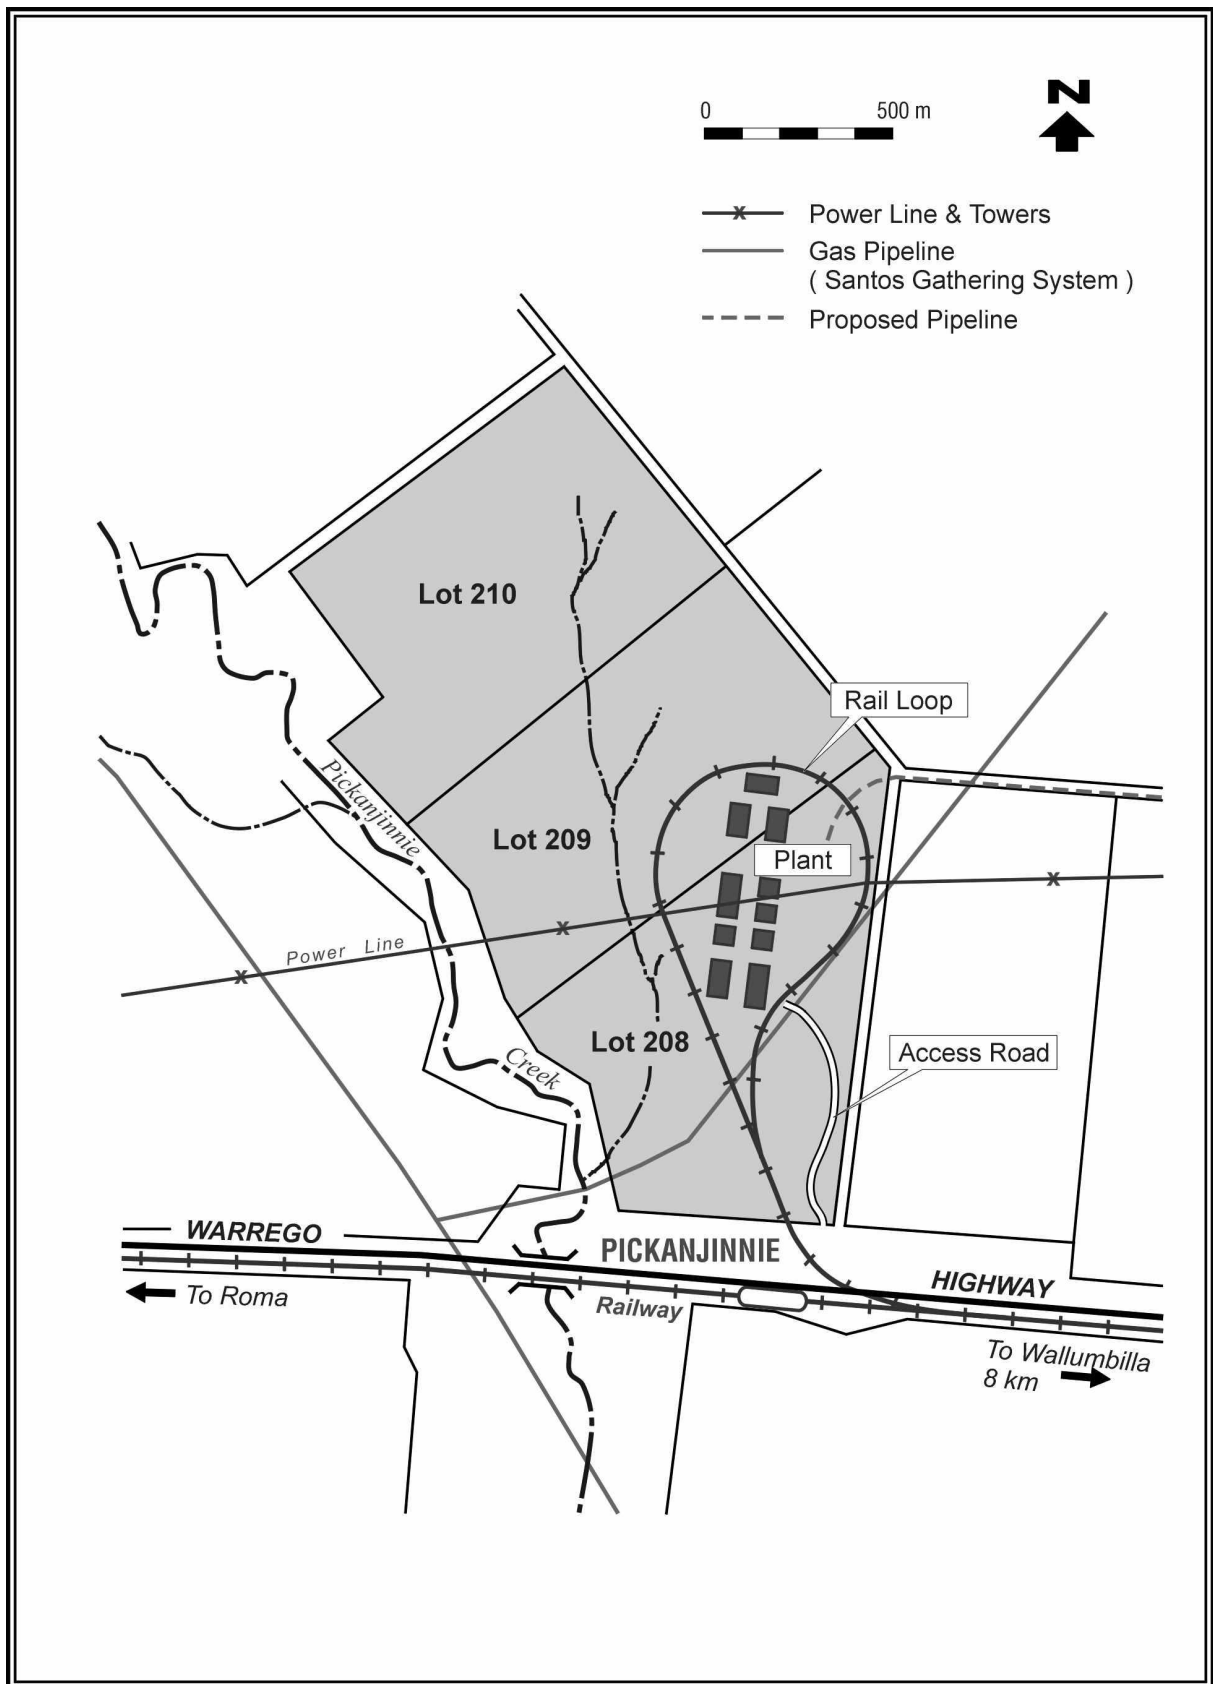 0 500 m
N
Power Line & Towers
Gas Pipeline
( Santos Gathering System )
Proposed Pipeline
Lot 210
Rail Loop
Pickanjinnie
Lot 209
Plant
Power Line
Lot 208
Access Road
Creek
WARREGO
PICKANJINNIE
HIGHWAY
To Roma
Railway
To Wallumbilla
8 km